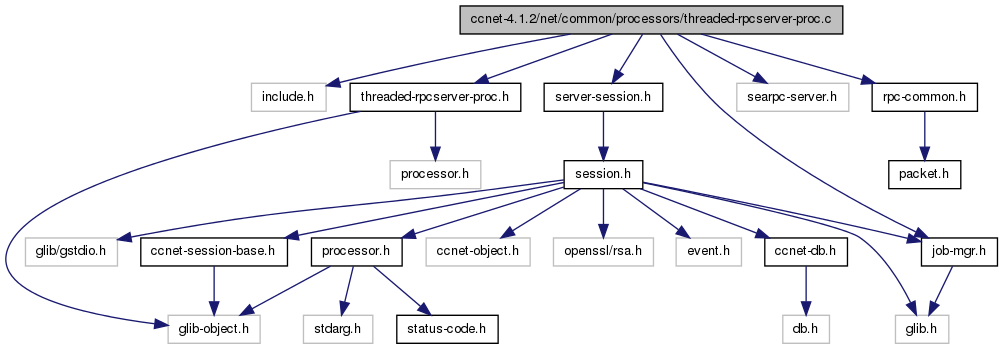 ccnet-4.1.2/net/common/processors/threaded-rpcserver-proc.c
include.h
threaded-rpcserver-proc.h
server-session.h
searpc-server.h
rpc-common.h
processor.h
session.h
packet.h
glib/gstdio.h
ccnet-session-base.h
processor.h
ccnet-object.h
openssl/rsa.h
event.h
ccnet-db.h
job-mgr.h
glib-object.h
stdarg.h
status-code.h
db.h
glib.h